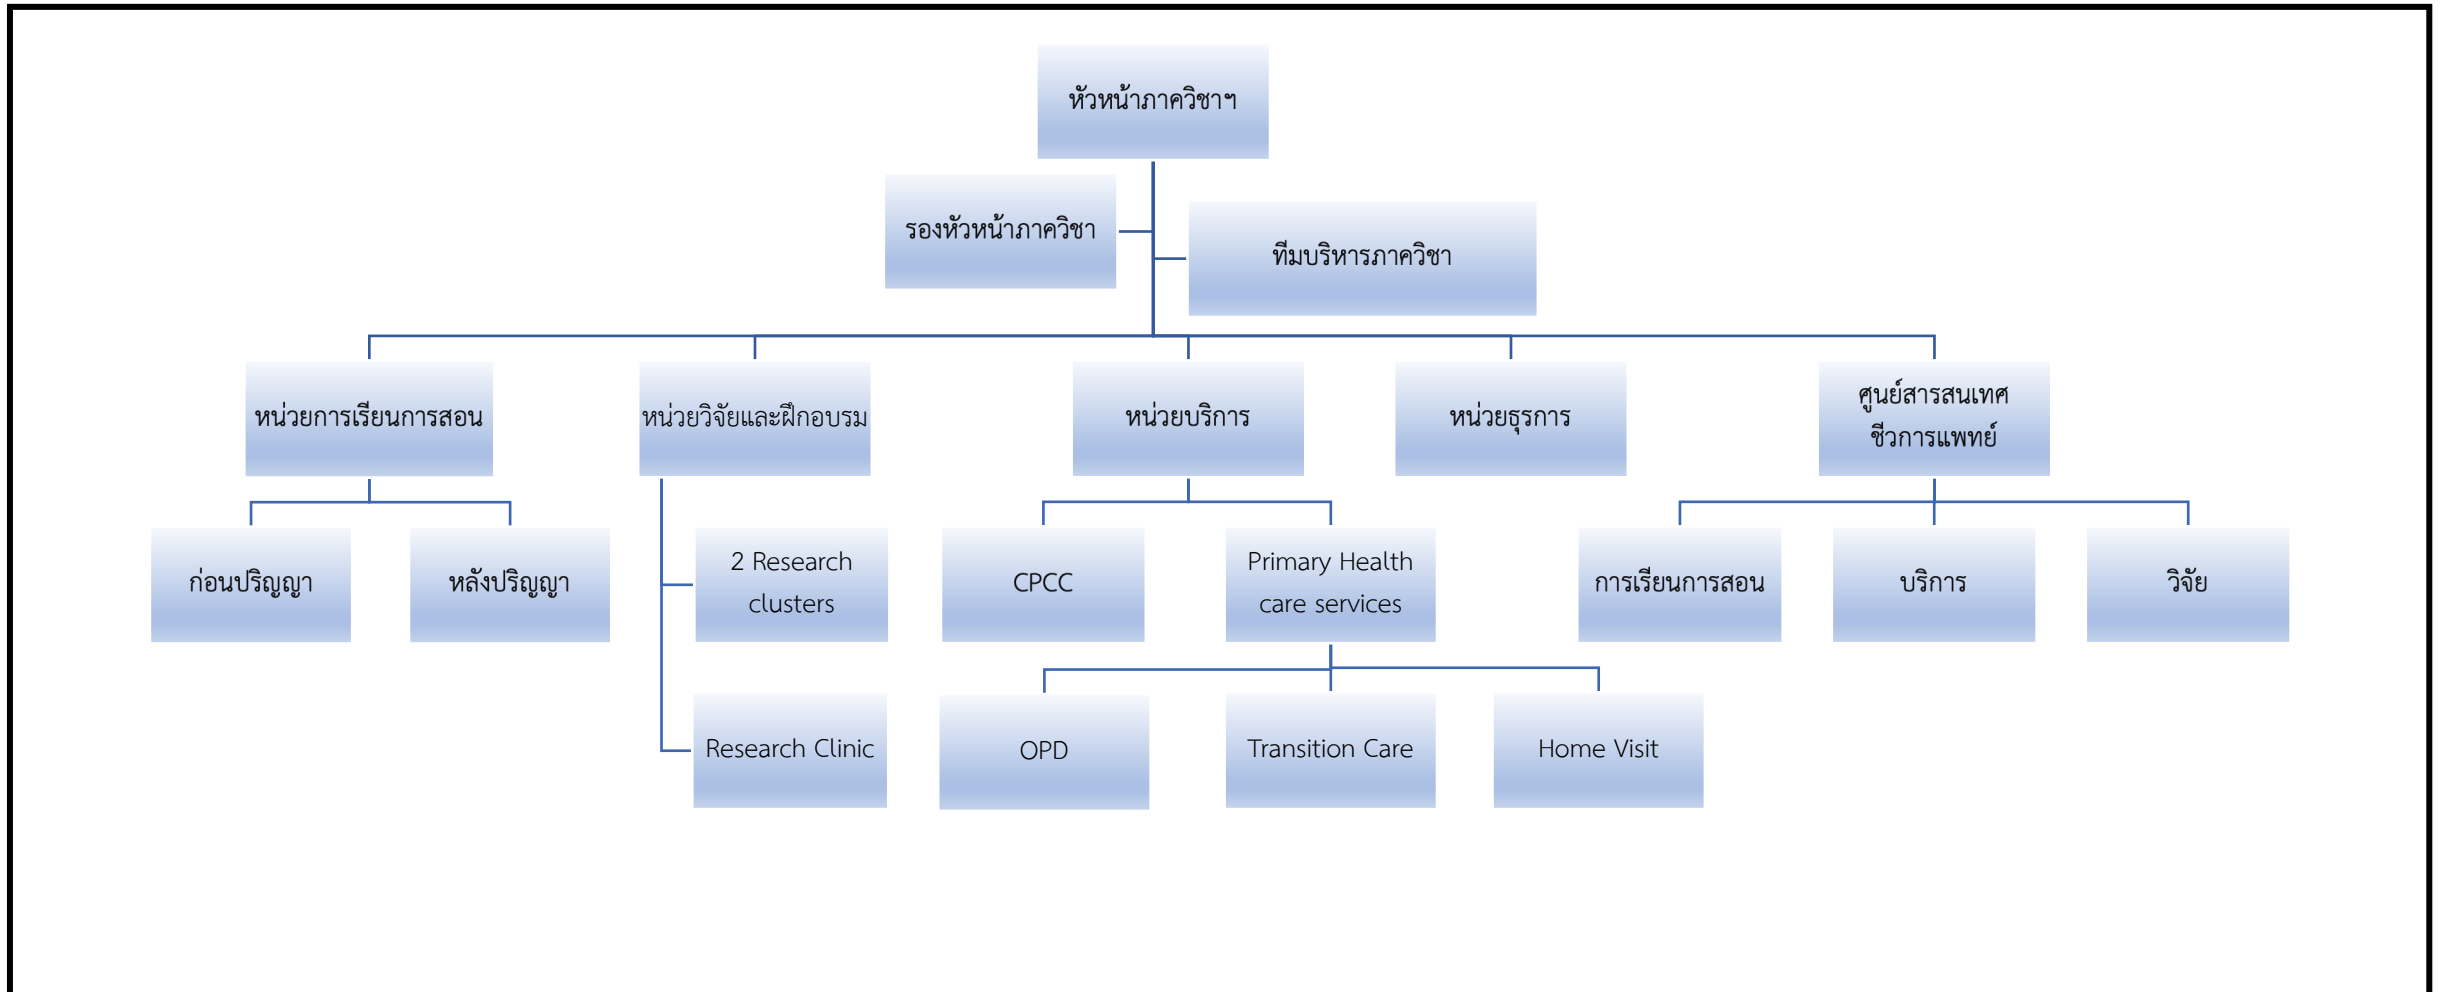 หัวหน้าภาควิชาฯ
รองหัวหน้าภาควิชา
ทีมบริหารภาควิชา
หน่วยการเรียนการสอน
หน่วยวิจัยและฝึกอบรม
หน่วยบริการ
หน่วยธุรการ
ศูนย์สารสนเทศ
ชีวการแพทย์
ก่อนปริญญา
หลังปริญญา
2 Research
clusters
CPCC
Primary Health
care services
การเรียนการสอน
บริการ
วิจัย
Research Clinic
OPD
Transition Care
Home Visit